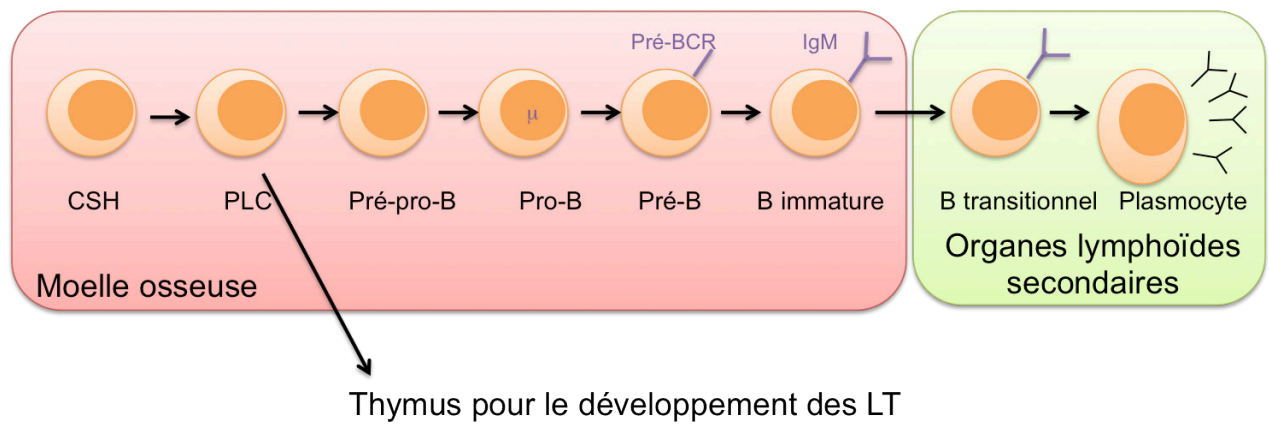 Pré-BCR IgM
µ
CSH PLC Pré-pro-B Pro-B Pré-B B immature B transitionnel Plasmocyte
Moelle osseuse
Organes lymphoïdes
secondaires
Thymus pour le développement des LT